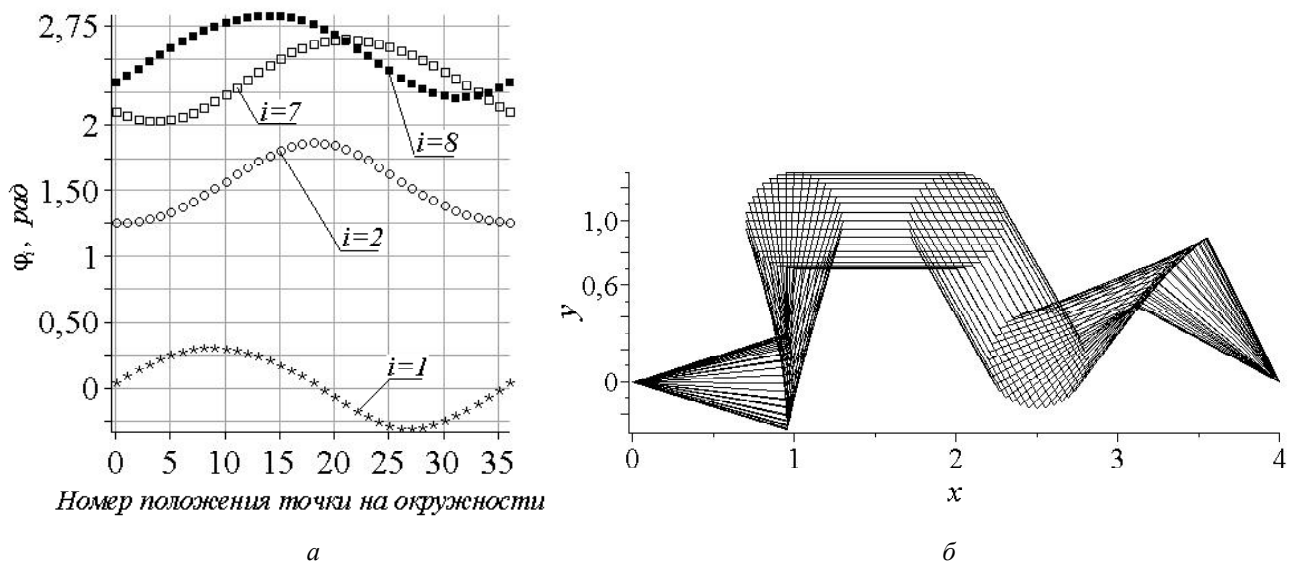 2,75
2
1,50
1
0,50
0
φᵢ, рад
i=7
i=8
i=2
i=1
0 5 10 15 20 25 30 35
Номер положения точки на окружности
а
y
1,0
0,6
0
0 1 2 3 4
x
б